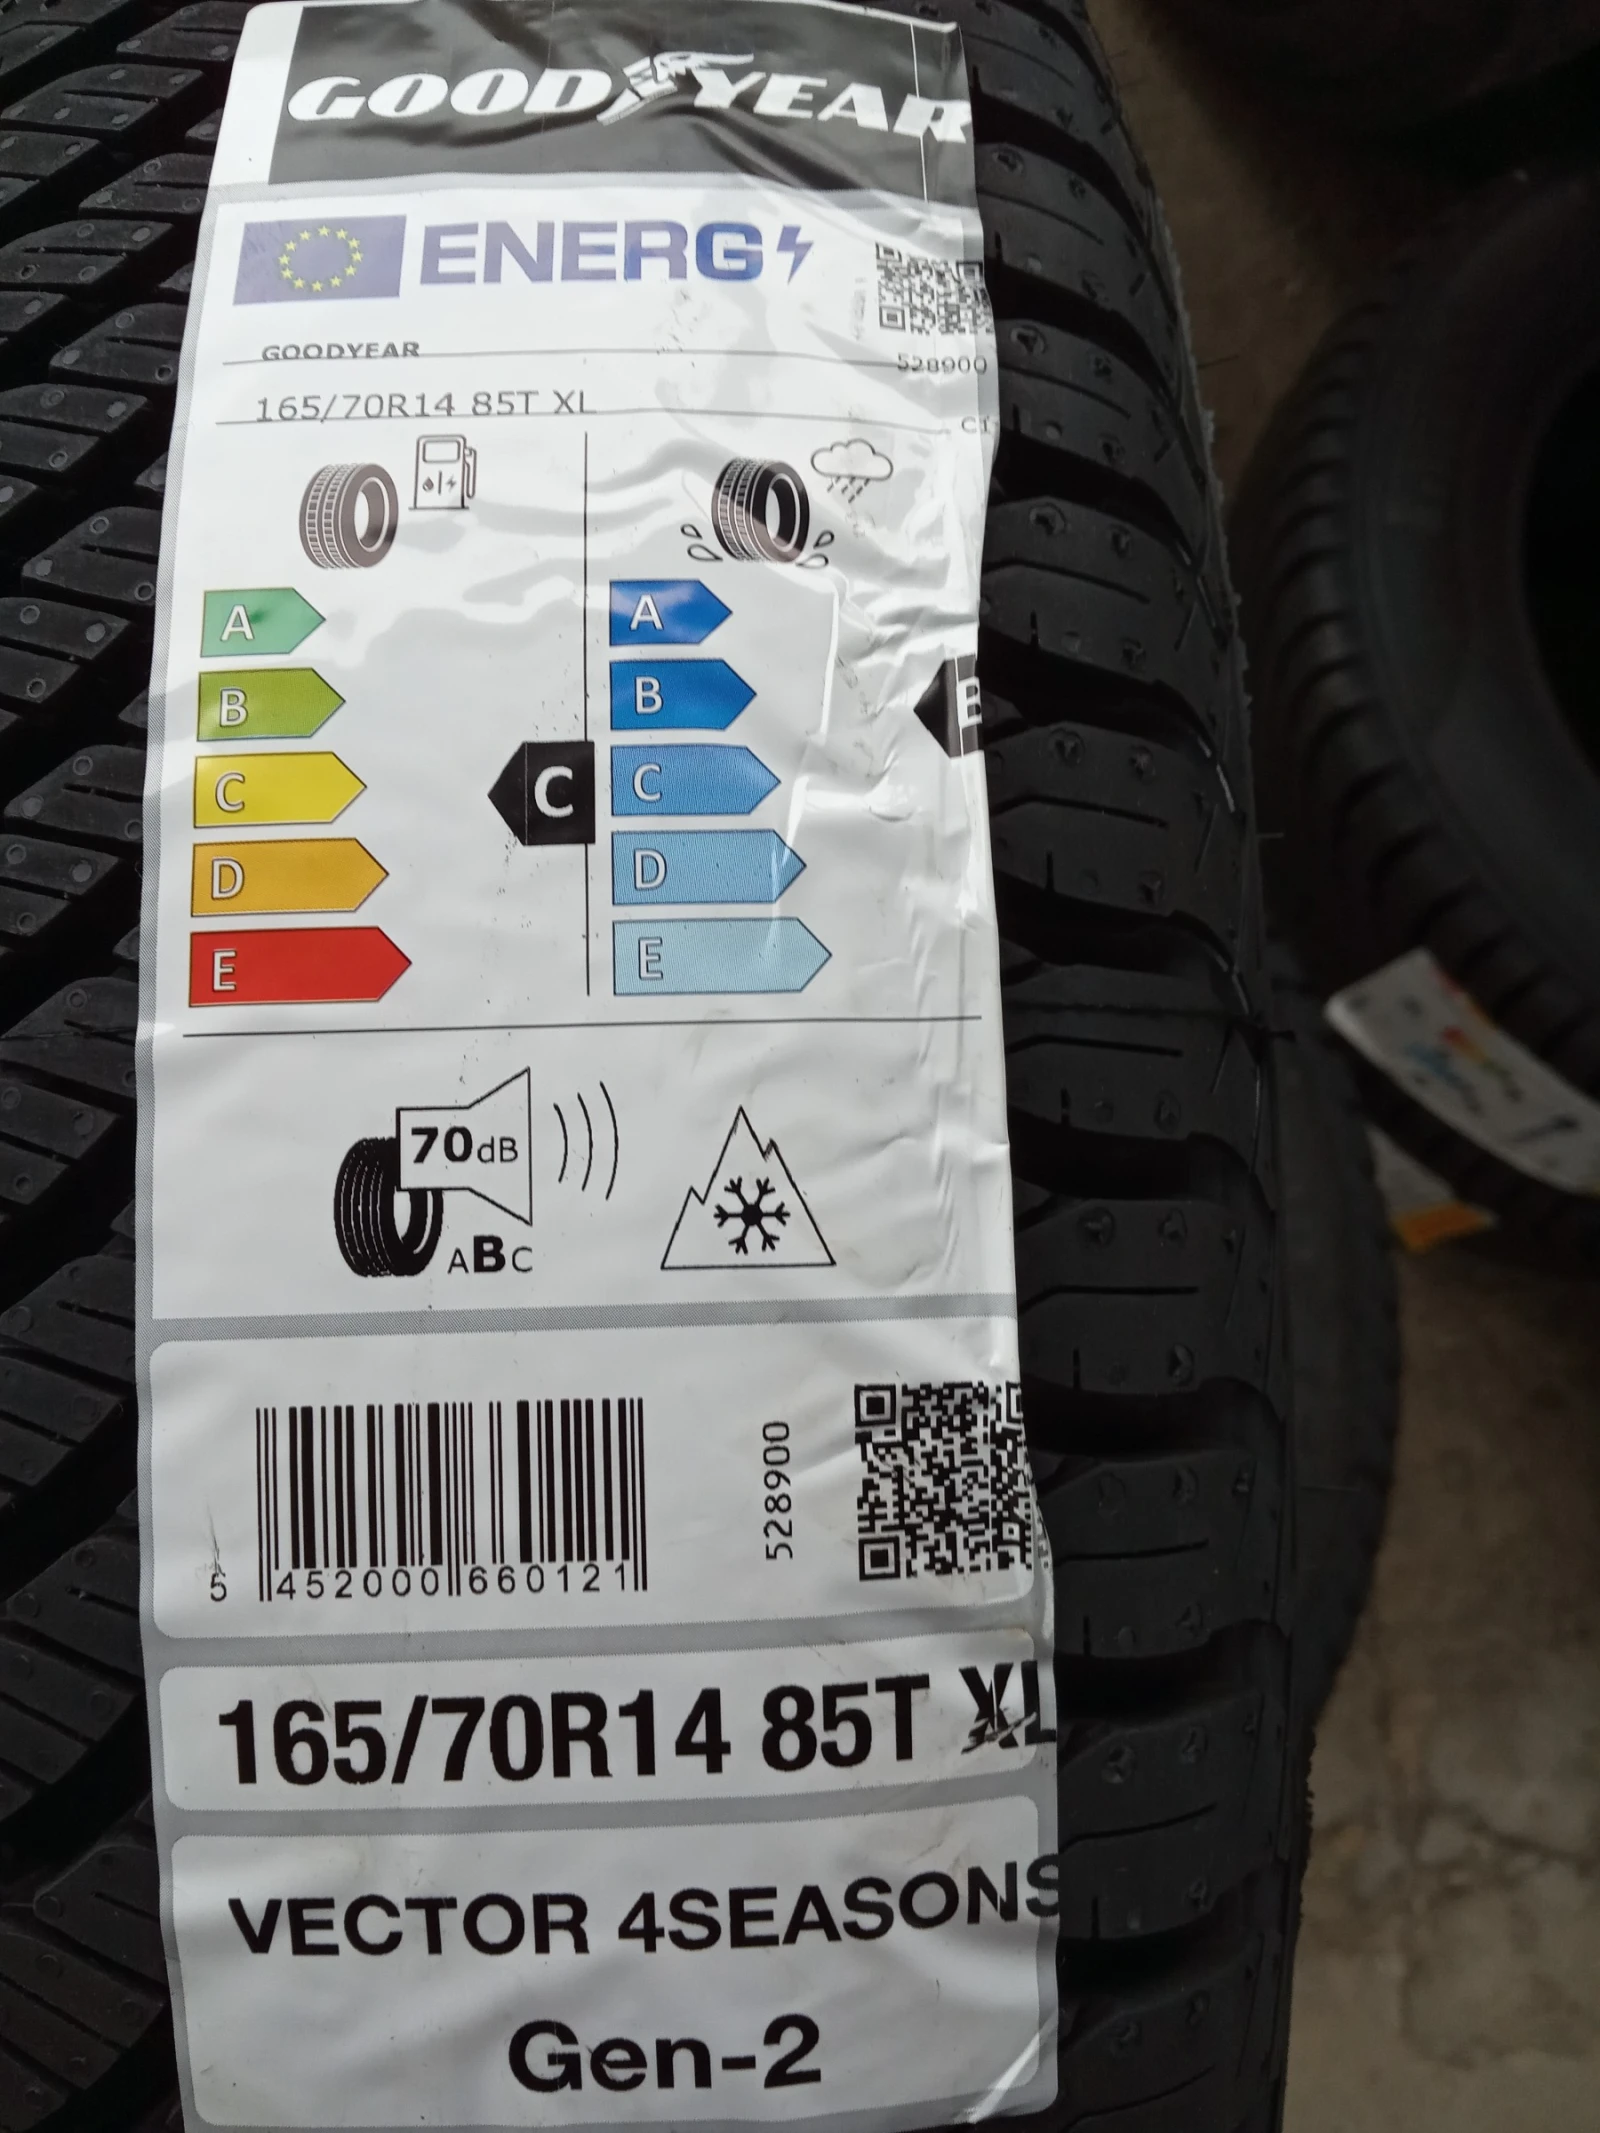 GOODYEAR
ENERG
GOODYEAR
528900
165/70R14 85T XL
C1
A
B
C
D
E
C
A
B
C
D
E
B
70dB
ABC
5 452000 660121
528900
165/70R14 85T XL
VECTOR 4SEASONS
Gen-2